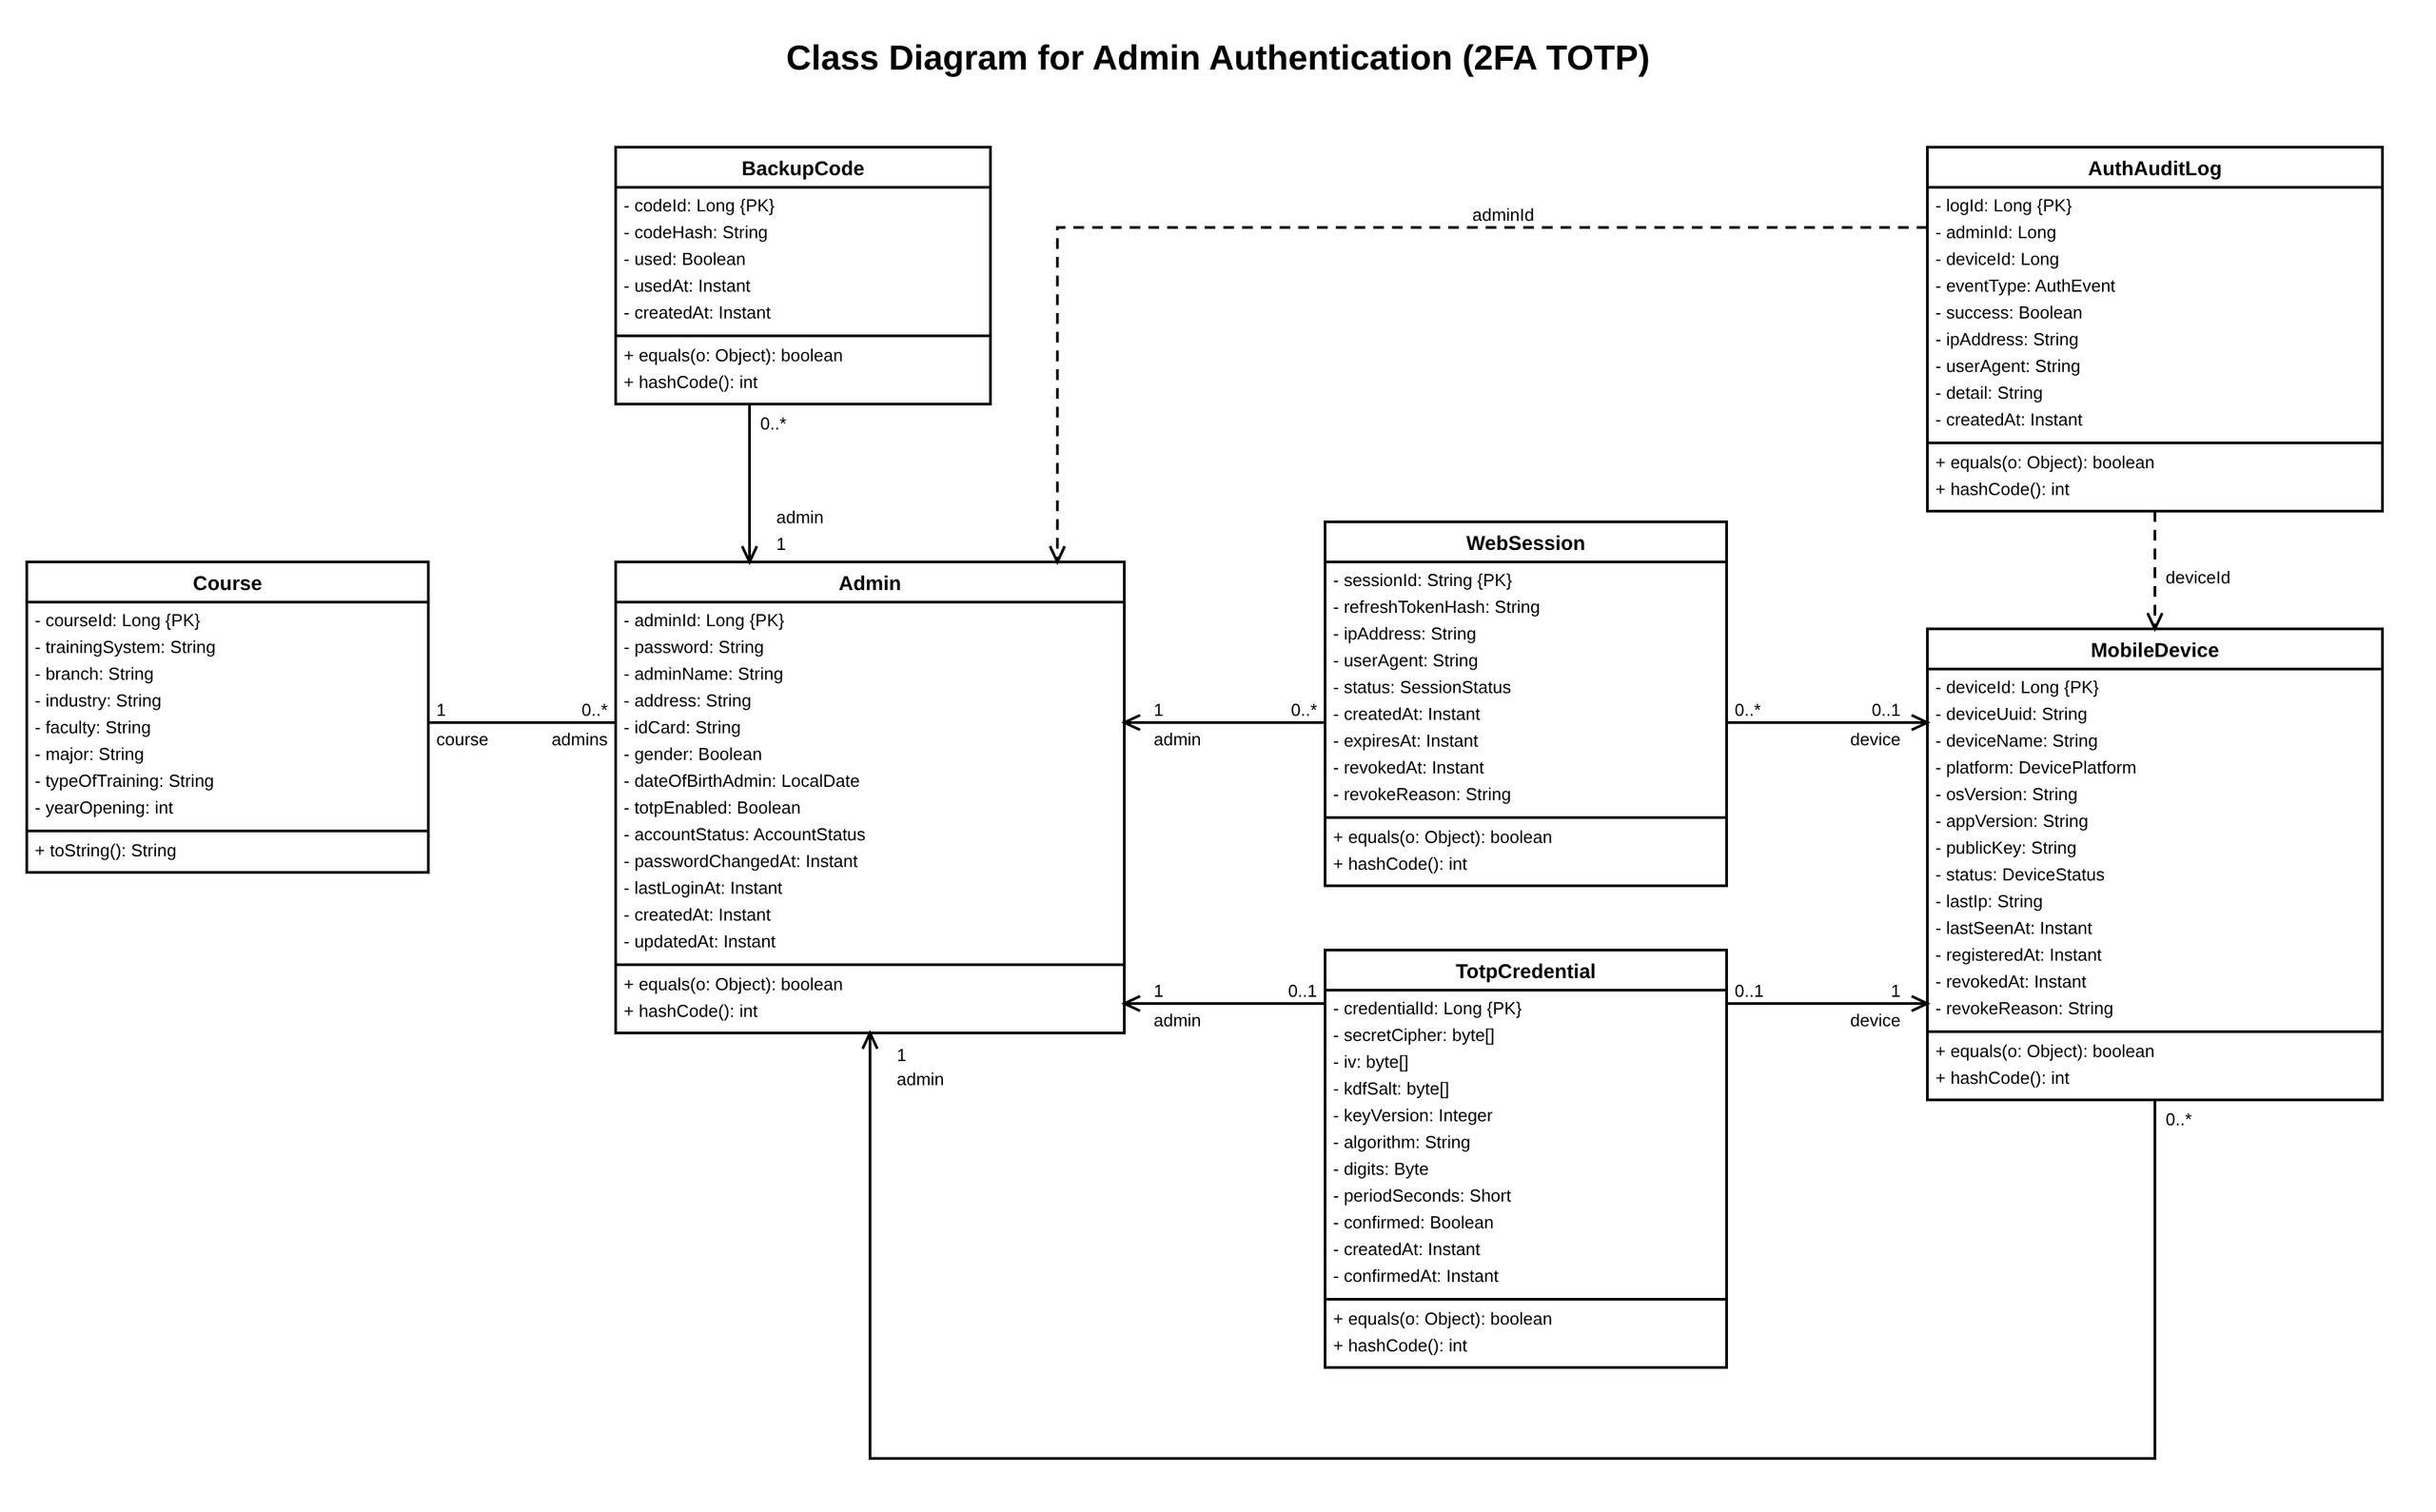 Class Diagram for Admin Authentication (2FA TOTP)
BackupCode
- codeId: Long {PK}
- codeHash: String
- used: Boolean
- usedAt: Instant
- createdAt: Instant
+ equals(o: Object): boolean
+ hashCode(): int
0..*
admin
1
adminId
AuthAuditLog
- logId: Long {PK}
- adminId: Long
- deviceId: Long
- eventType: AuthEvent
- success: Boolean
- ipAddress: String
- userAgent: String
- detail: String
- createdAt: Instant
+ equals(o: Object): boolean
+ hashCode(): int
deviceId
Course
- courseId: Long {PK}
- trainingSystem: String
- branch: String
- industry: String
- faculty: String
- major: String
- typeOfTraining: String
- yearOpening: int
+ toString(): String
1
course
0..*
admins
Admin
- adminId: Long {PK}
- password: String
- adminName: String
- address: String
- idCard: String
- gender: Boolean
- dateOfBirthAdmin: LocalDate
- totpEnabled: Boolean
- accountStatus: AccountStatus
- passwordChangedAt: Instant
- lastLoginAt: Instant
- createdAt: Instant
- updatedAt: Instant
+ equals(o: Object): boolean
+ hashCode(): int
1
admin
1
admin
0..*
1
admin
0..1
WebSession
- sessionId: String {PK}
- refreshTokenHash: String
- ipAddress: String
- userAgent: String
- status: SessionStatus
- createdAt: Instant
- expiresAt: Instant
- revokedAt: Instant
- revokeReason: String
+ equals(o: Object): boolean
+ hashCode(): int
0..*
0..1
device
TotpCredential
- credentialId: Long {PK}
- secretCipher: byte[]
- iv: byte[]
- kdfSalt: byte[]
- keyVersion: Integer
- algorithm: String
- digits: Byte
- periodSeconds: Short
- confirmed: Boolean
- createdAt: Instant
- confirmedAt: Instant
+ equals(o: Object): boolean
+ hashCode(): int
0..1
1
device
MobileDevice
- deviceId: Long {PK}
- deviceUuid: String
- deviceName: String
- platform: DevicePlatform
- osVersion: String
- appVersion: String
- publicKey: String
- status: DeviceStatus
- lastIp: String
- lastSeenAt: Instant
- registeredAt: Instant
- revokedAt: Instant
- revokeReason: String
+ equals(o: Object): boolean
+ hashCode(): int
0..*